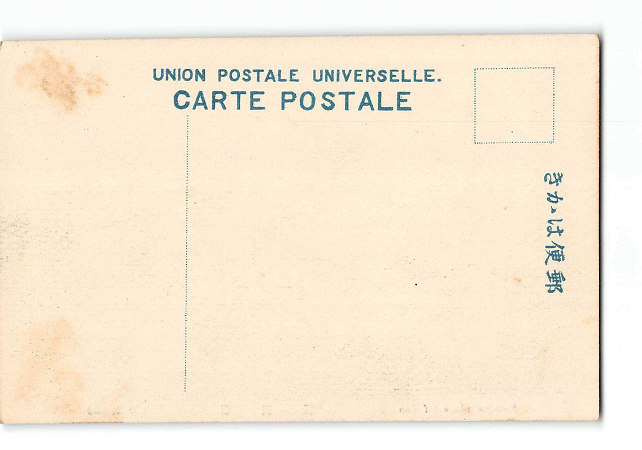 UNION POSTALE UNIVERSELLE.
CARTE POSTALE
郵便はかき